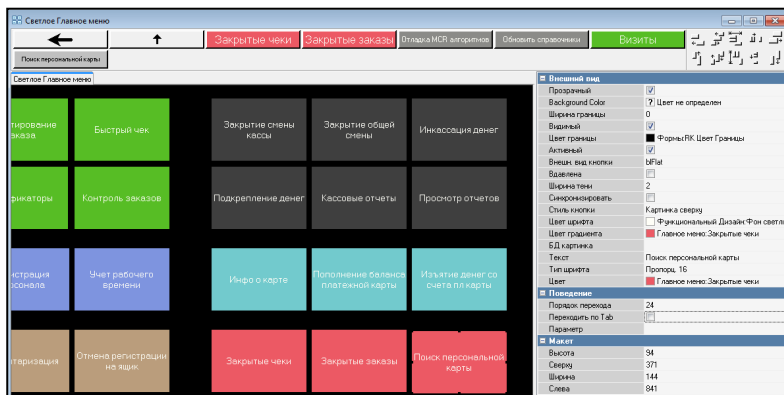 Светлое Главное меню
Закрытые чеки
Закрытые заказы
Отладка MCR алгоритмов
Обновить справочники
Визиты
Поиск персональной карты
Светлое Главное меню
тирование
аказа
Быстрый чек
Закрытие смены
кассы
Закрытие общей
смены
Инкассация денег
фикаторы
Контроль заказов
Подкрепление денег
Кассовые отчеты
Просмотр отчетов
истрация
рсонала
Учет рабочего
времени
Инфо о карте
Пополнение баланса
платежной карты
Изъятие денег со
счета пл карты
таризация
Отмена регистрации
на ящик
Закрытые чеки
Закрытые заказы
Поиск персональной
карты
Внешний вид
Прозрачный
Background Color ? Цвет не определен
Ширина границы 0
Видимый
Цвет границы Формы:RK Цвет Границы
Активный
Внешн. вид кнопки blFlat
Вдавлена
Ширина тени 2
Синхронизировать
Стиль кнопки Картинка сверху
Цвет шрифта Функциональный Дизайн:Фон светл
Цвет градиента Главное меню:Закрытые чеки
БД картинка
Текст Поиск персональной карты
Тип шрифта Пропорц. 16
Цвет Главное меню:Закрытые чеки
Поведение
Порядок перехода 24
Переходить по Tab
Параметр
Макет
Высота 94
Сверху 371
Ширина 144
Слева 841